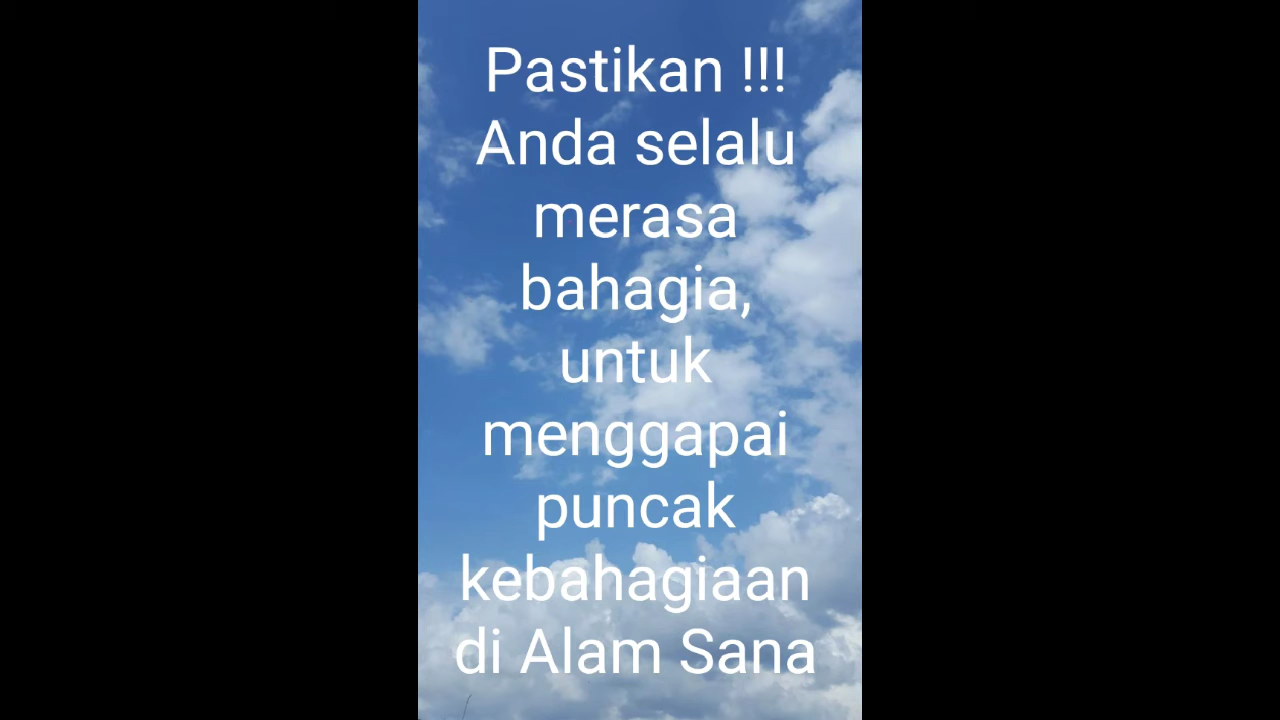 Pastikan !!!
Anda selalu
merasa
bahagia,
untuk
menggapai
puncak
kebahagiaan
di Alam Sana